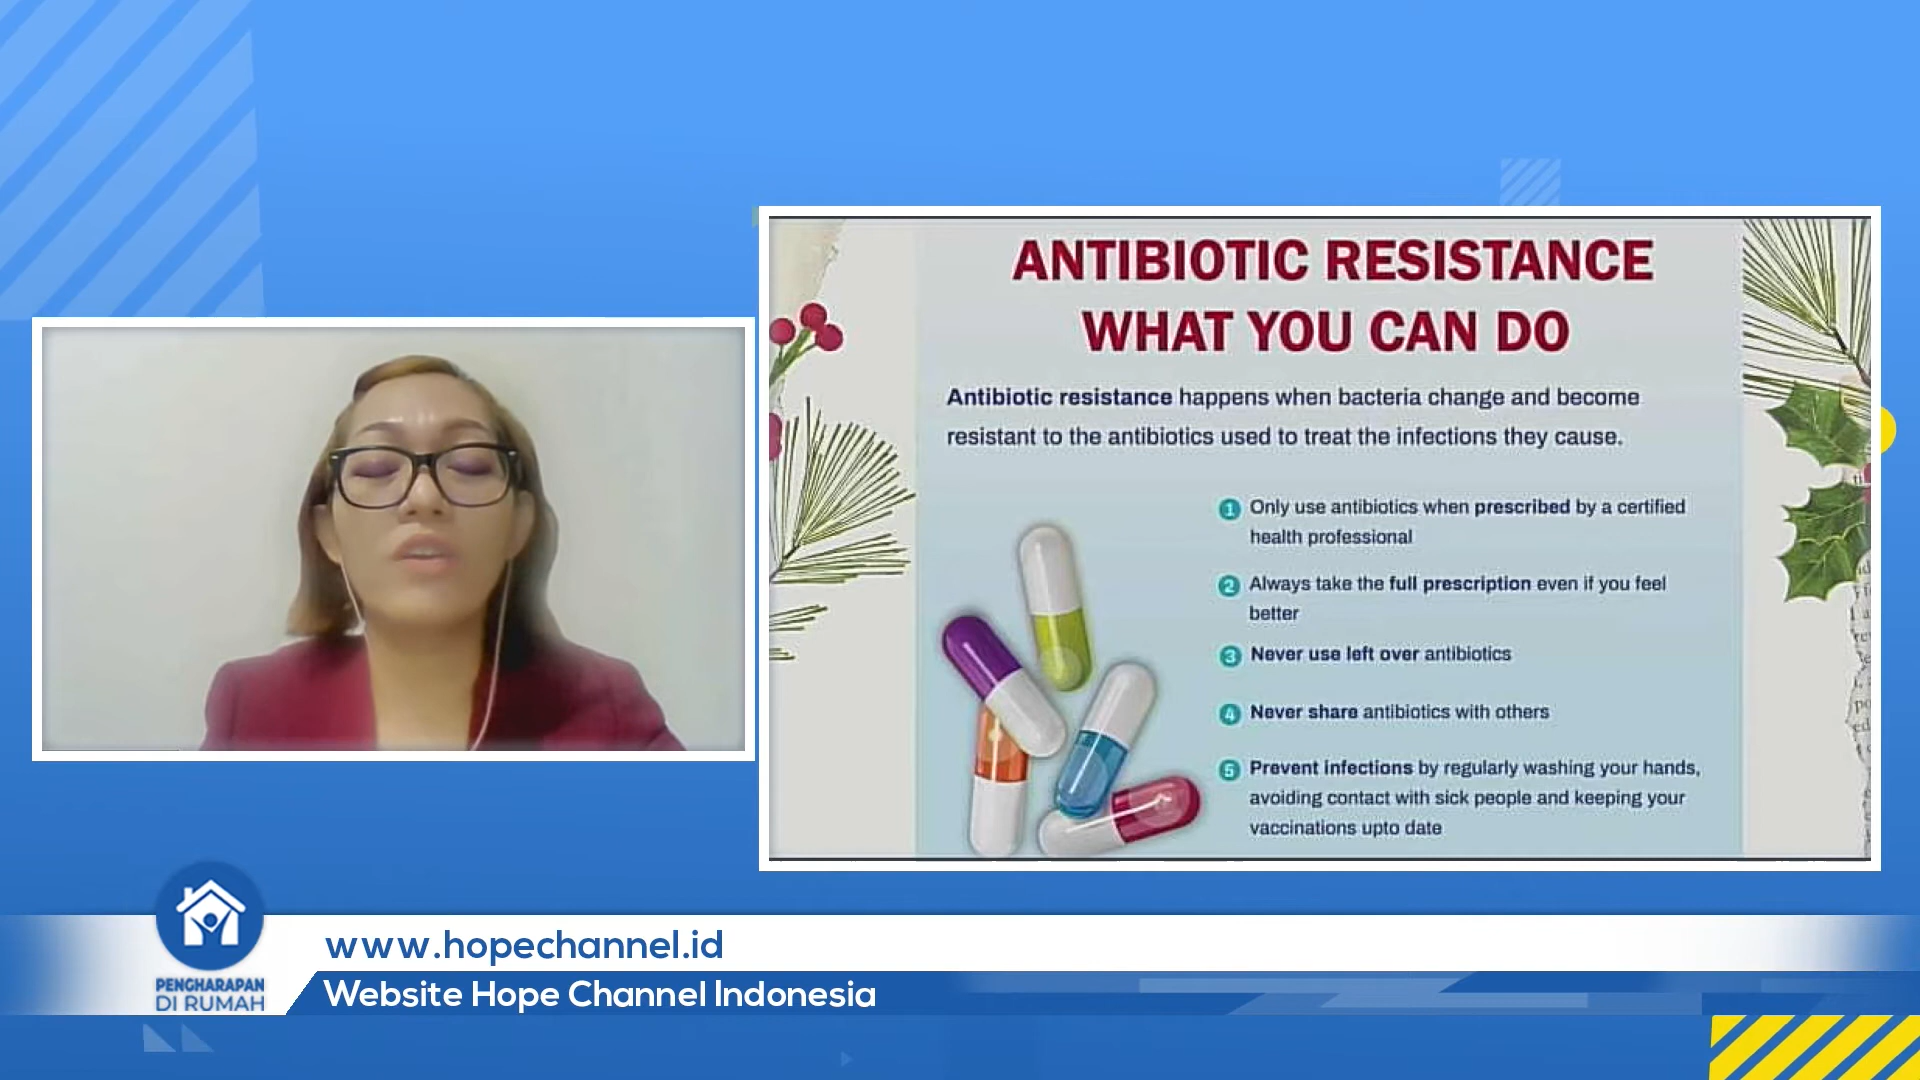 ANTIBIOTIC RESISTANCE
WHAT YOU CAN DO
Antibiotic resistance happens when bacteria change and become
resistant to the antibiotics used to treat the infections they cause.
1 Only use antibiotics when prescribed by a certified
health professional
2 Always take the full prescription even if you feel
better
3 Never use left over antibiotics
4 Never share antibiotics with others
5 Prevent infections by regularly washing your hands,
avoiding contact with sick people and keeping your
vaccinations upto date
PENGHARAPAN
DI RUMAH
www.hopechannel.id
Website Hope Channel Indonesia